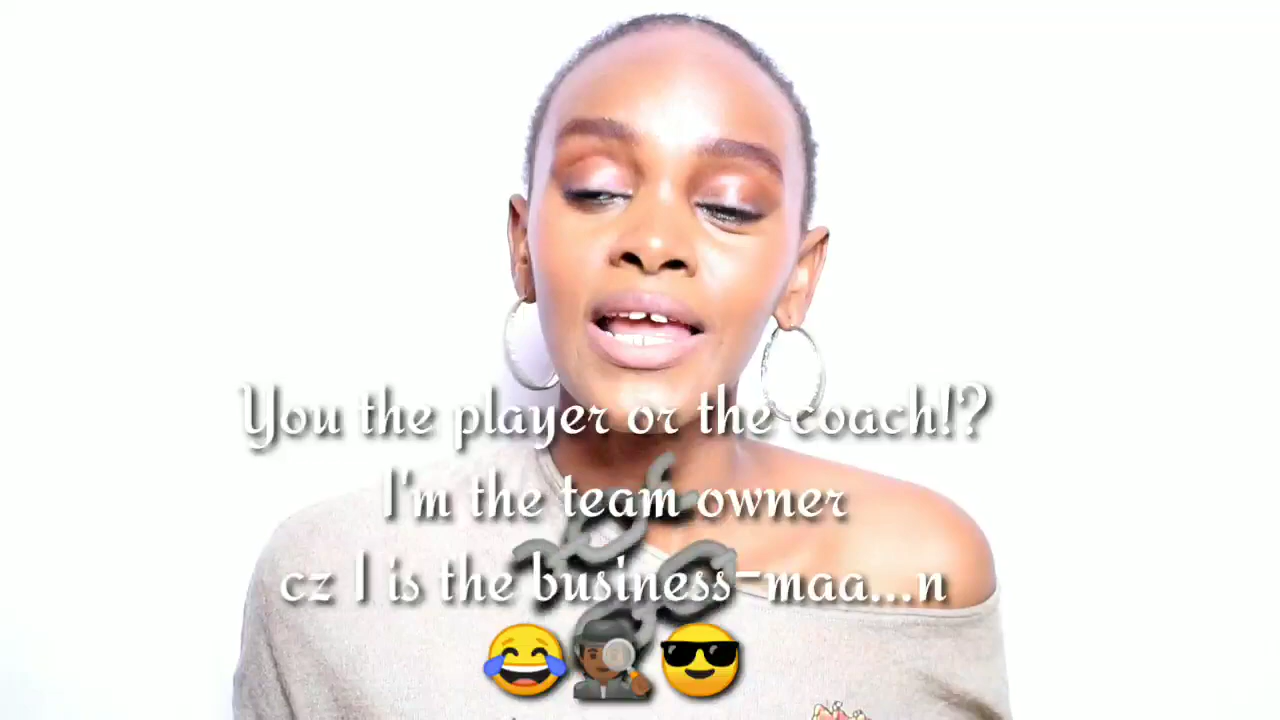 You the player or the coach!?
I'm the team owner
cz I is the business-maa...n